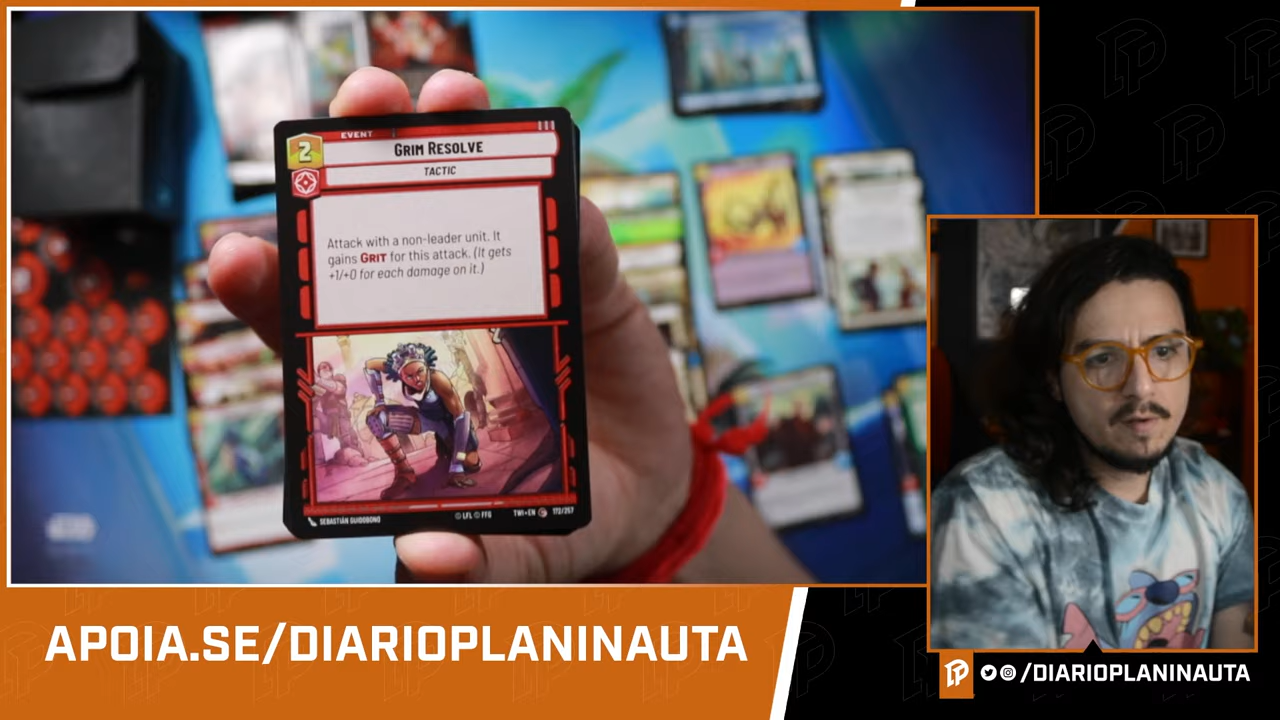 EVENT
2
GRIM RESOLVE
TACTIC
Attack with a non-leader unit. It
gains GRIT for this attack. (It gets
+1/+0 for each damage on it.)
SEBASTIÁN GUIDOBONO
© LFL © FFG
TWI•EN
172/257
APOIA.SE/DIARIOPLANINAUTA
/DIARIOPLANINAUTA